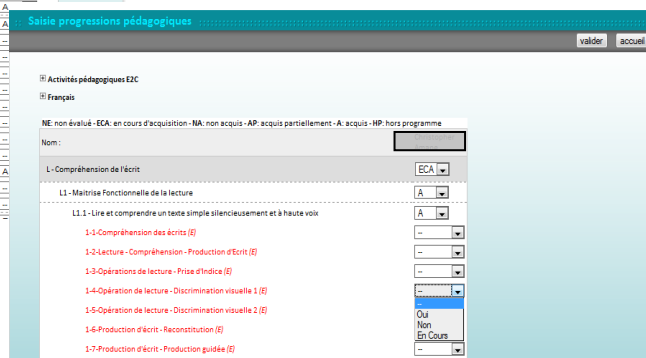 Saisie progressions pédagogiques
valider accueil
Activités pédagogiques E2C
Français
NE: non évalué - ECA: en cours d'acquisition - NA: non acquis - AP: acquis partiellement - A: acquis - HP: hors programme
Nom :
L - Compréhension de l'écrit ECA
L1 - Maitrise Fonctionnelle de la lecture A
L1.1 - Lire et comprendre un texte simple silencieusement et à haute voix A
1-1-Compréhension des écrits (E) --
1-2-Lecture - Compréhension - Production d'Ecrit (E) --
1-3-Opérations de lecture - Prise d'Indice (E) --
1-4-Opération de lecture - Discrimination visuelle 1 (E) --
--
1-5-Opération de lecture - Discrimination visuelle 2 (E) Oui
Non
1-6-Production d'écrit - Reconstitution (E) En Cours
1-7-Production d'écrit - Production guidée (E) --